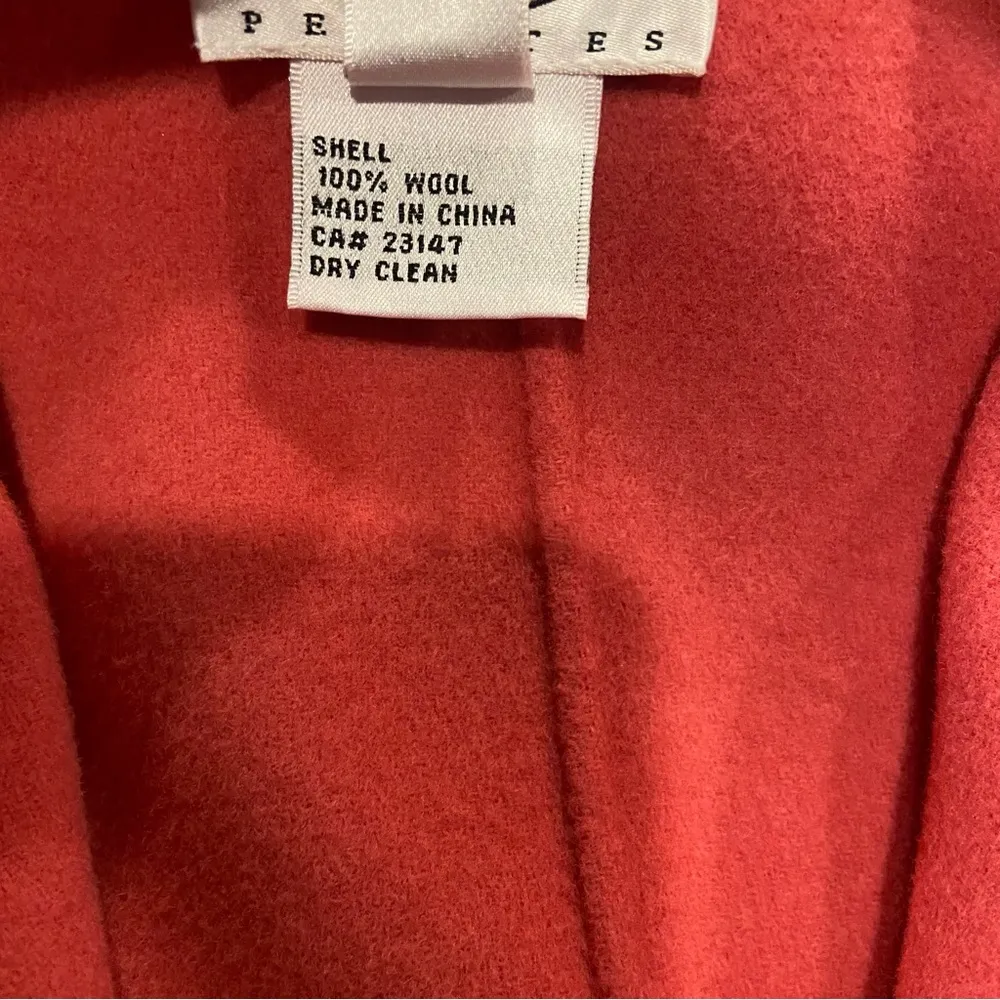 P E T E S
SHELL
100% WOOL
MADE IN CHINA
CA# 23147
DRY CLEAN